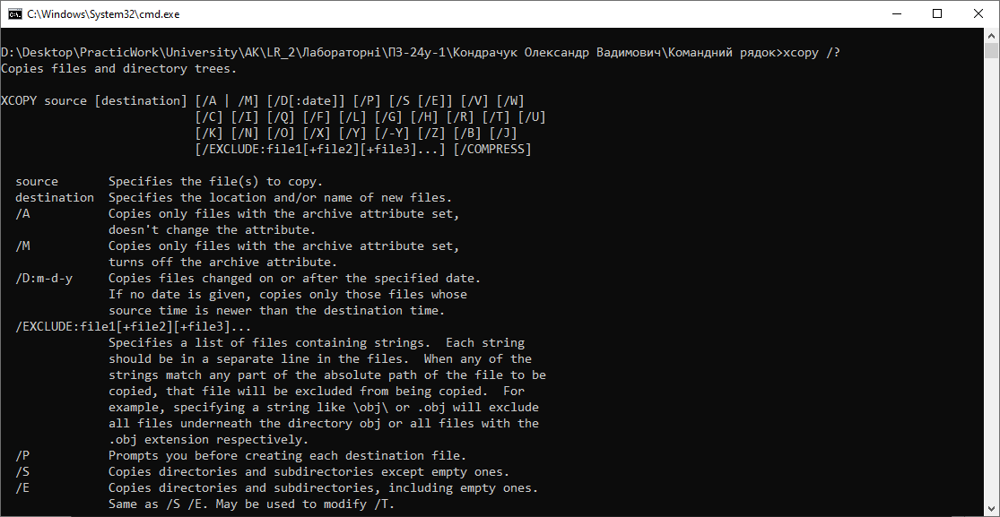 C:\Windows\System32\cmd.exe
D:\Desktop\PracticWork\University\AK\LR_2\Лабораторні\ПЗ-24у-1\Кондрачук Олександр Вадимович\Командний рядок>xcopy /?
Copies files and directory trees.
XCOPY source [destination] [/A | /M] [/D[:date]] [/P] [/S [/E]] [/V] [/W]
[/C] [/I] [/Q] [/F] [/L] [/G] [/H] [/R] [/T] [/U]
[/K] [/N] [/O] [/X] [/Y] [/-Y] [/Z] [/B] [/J]
[/EXCLUDE:file1[+file2][+file3]...] [/COMPRESS]
source Specifies the file(s) to copy.
destination Specifies the location and/or name of new files.
/A Copies only files with the archive attribute set,
doesn't change the attribute.
/M Copies only files with the archive attribute set,
turns off the archive attribute.
/D:m-d-y Copies files changed on or after the specified date.
If no date is given, copies only those files whose
source time is newer than the destination time.
/EXCLUDE:file1[+file2][+file3]...
Specifies a list of files containing strings. Each string
should be in a separate line in the files. When any of the
strings match any part of the absolute path of the file to be
copied, that file will be excluded from being copied. For
example, specifying a string like \obj\ or .obj will exclude
all files underneath the directory obj or all files with the
.obj extension respectively.
/P Prompts you before creating each destination file.
/S Copies directories and subdirectories except empty ones.
/E Copies directories and subdirectories, including empty ones.
Same as /S /E. May be used to modify /T.